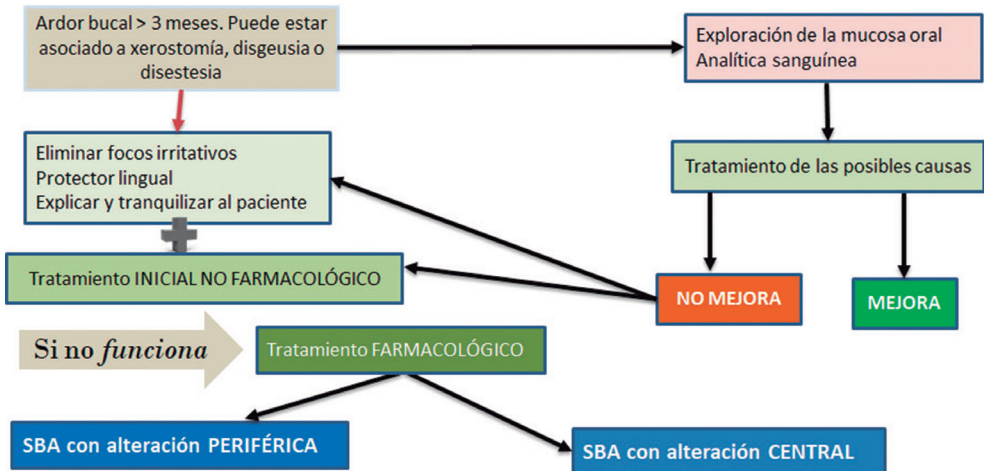 Ardor bucal > 3 meses. Puede estar
asociado a xerostomía, disgeusia o
disestesia
Exploración de la mucosa oral
Analítica sanguínea
Eliminar focos irritativos
Protector lingual
Explicar y tranquilizar al paciente
Tratamiento de las posibles causas
Tratamiento INICIAL NO FARMACOLÓGICO
NO MEJORA
MEJORA
Si no funciona
Tratamiento FARMACOLÓGICO
SBA con alteración PERIFÉRICA
SBA con alteración CENTRAL